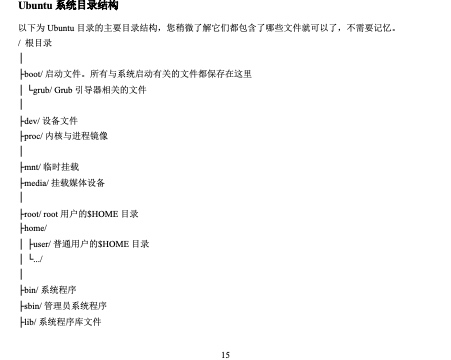 Ubuntu 系统目录结构
以下为 Ubuntu 目录的主要目录结构，您稍微了解它们都包含了哪些文件就可以了，不需要记忆。
/ 根目录
│
├boot/ 启动文件。所有与系统启动有关的文件都保存在这里
│ └grub/ Grub 引导器相关的文件
│
├dev/ 设备文件
├proc/ 内核与进程镜像
│
├mnt/ 临时挂载
├media/ 挂载媒体设备
│
├root/ root 用户的$HOME 目录
├home/
│ ├user/ 普通用户的$HOME 目录
│ └.../
│
├bin/ 系统程序
├sbin/ 管理员系统程序
├lib/ 系统程序库文件
15